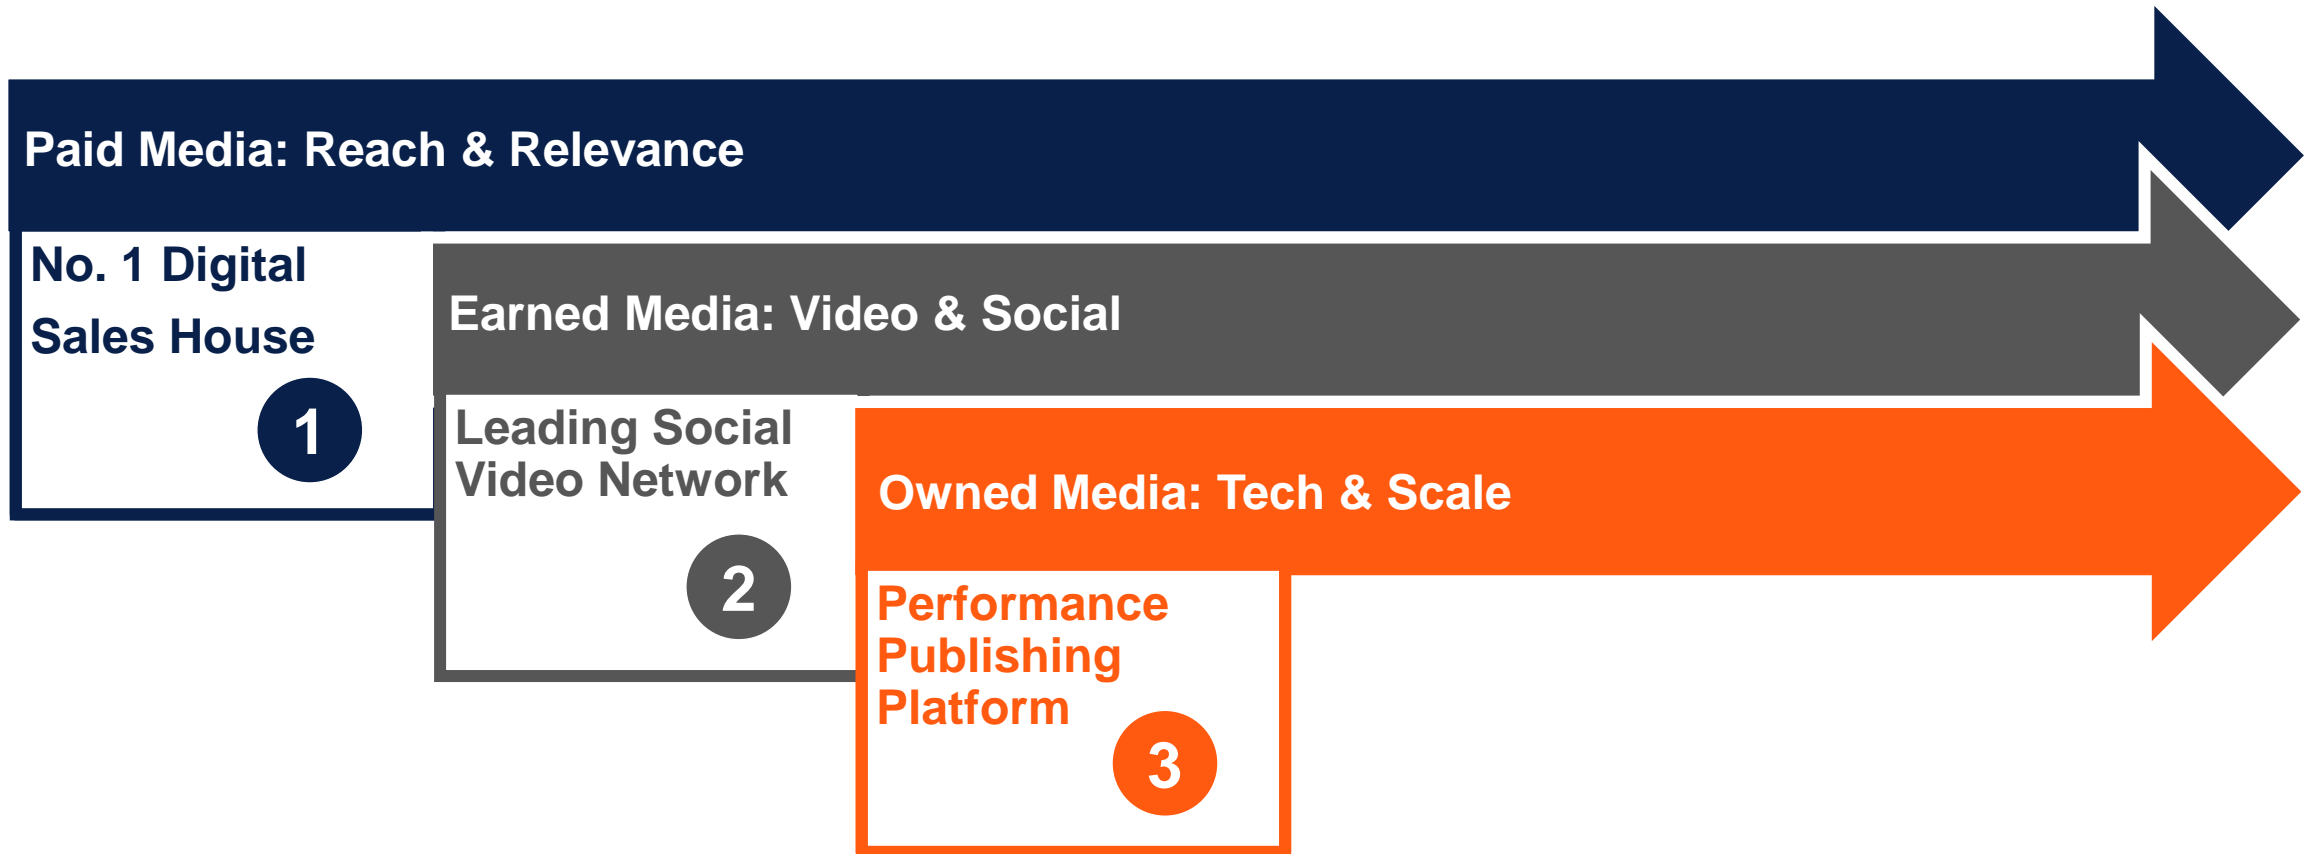 Paid Media: Reach & Relevance
No. 1 Digital
Sales House
1
Earned Media: Video & Social
Leading Social
Video Network
2
Owned Media: Tech & Scale
Performance
Publishing
Platform
3